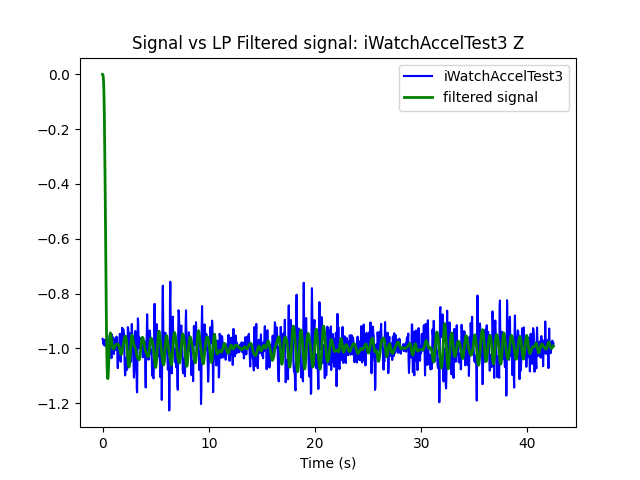 Signal vs LP Filtered signal: iWatchAccelTest3 Z
iWatchAccelTest3
filtered signal
0.0
−0.2
−0.4
−0.6
−0.8
−1.0
−1.2
0 10 20 30 40
Time (s)